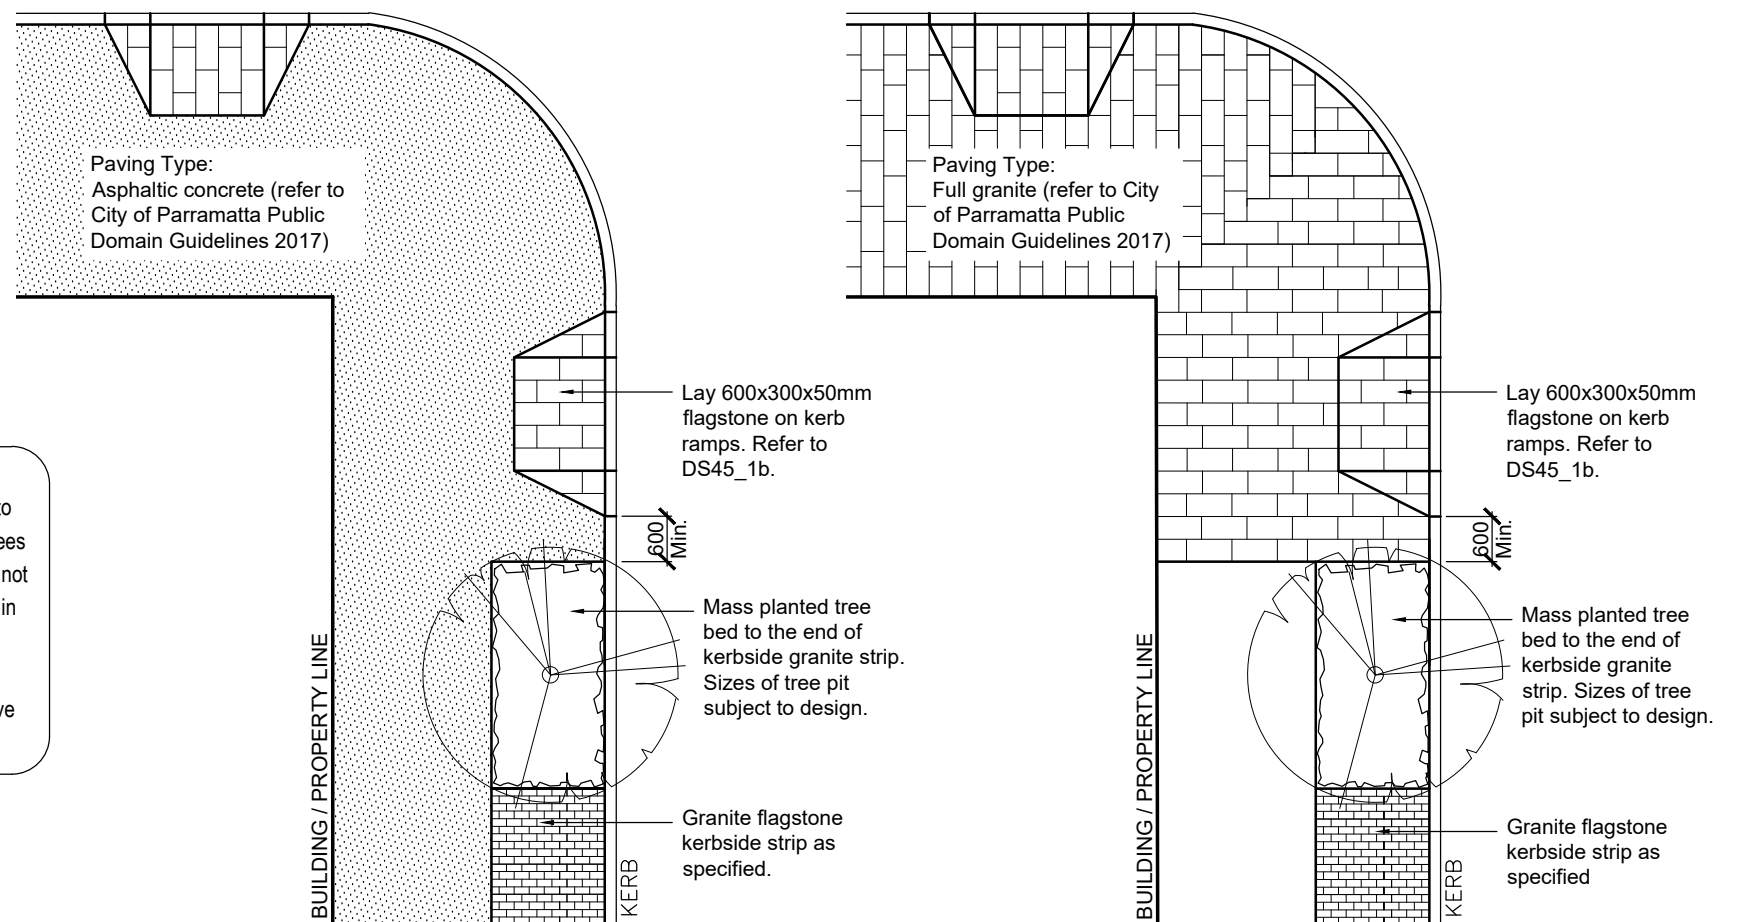 Paving Type:
Asphaltic concrete (refer to
City of Parramatta Public
Domain Guidelines 2017)
Lay 600x300x50mm
flagstone on kerb
ramps. Refer to
DS45_1b.
600
Min.
Mass planted tree
bed to the end of
kerbside granite strip.
Sizes of tree pit
subject to design.
Granite flagstone
kerbside strip as
specified.
BUILDING / PROPERTY LINE
KERB
not
in
Paving Type:
Full granite (refer to City
of Parramatta Public
Domain Guidelines 2017)
Lay 600x300x50mm
flagstone on kerb
ramps. Refer to
DS45_1b.
600
Min.
Mass planted tree
bed to the end of
kerbside granite
strip. Sizes of tree
pit subject to design.
Granite flagstone
kerbside strip as
specified
BUILDING / PROPERTY LINE
KERB